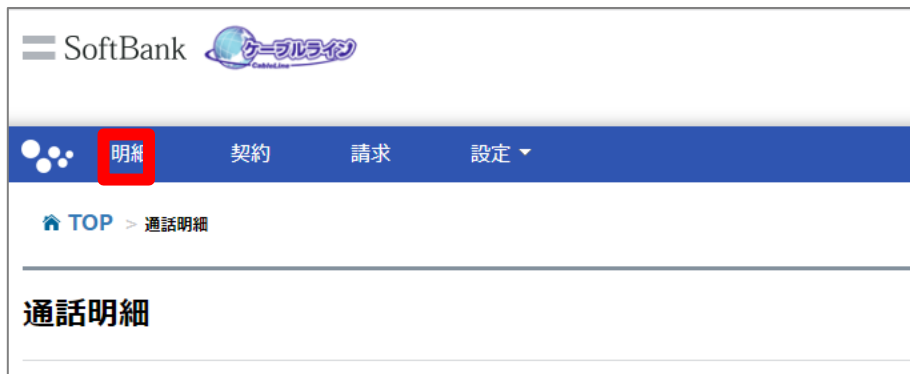 SoftBank ケーブルライン
CableLine
明細 契約 請求 設定
TOP > 通話明細
通話明細